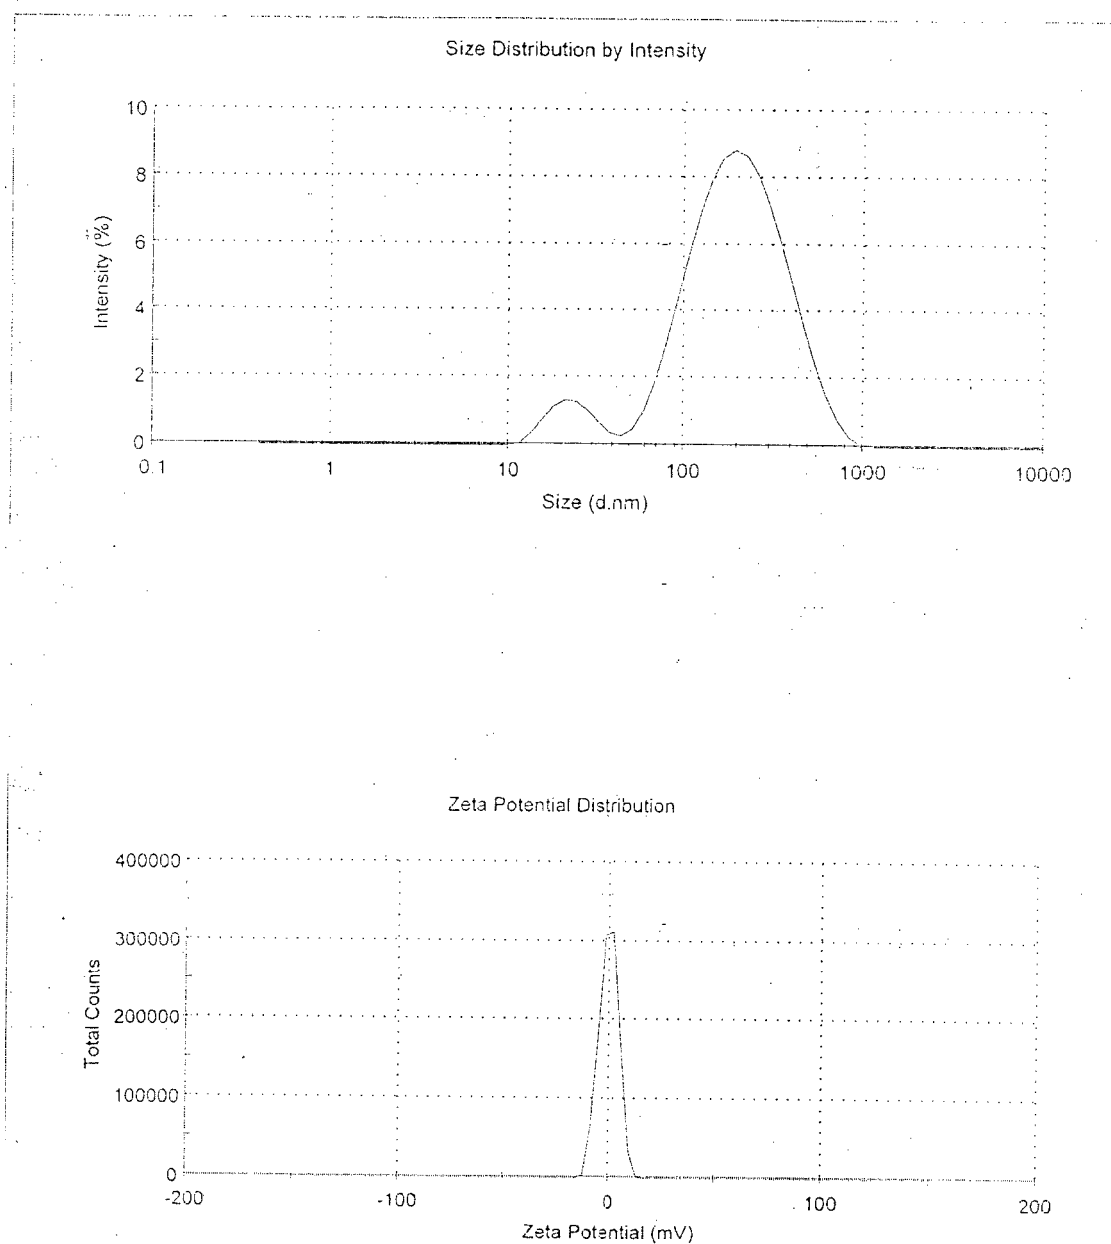 Size Distribution by Intensity
10
8
6
4
2
0
Intensity (%)
0.1 1 10 100 1000 10000
Size (d.nm)
Zeta Potential Distribution
400000
300000
200000
100000
0
Total Counts
-200 -100 0 100 200
Zeta Potential (mV)